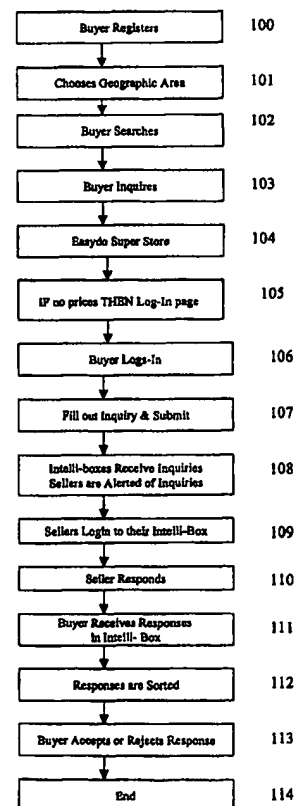 Buyer Registers 100
Chooses Geographic Area 101
Buyer Searches 102
Buyer Inquires 103
Easydo Super Store 104
IF no prices THEN Log-In page 105
Buyer Logs-In 106
Fill out Inquiry & Submit 107
Intelli-boxes Receive Inquiries 108
Sellers are Alerted of Inquiries
Sellers Login to their Intelli-Box 109
Seller Responds 110
Buyer Receives Responses 111
in Intelli- Box
Responses are Sorted 112
Buyer Accepts or Rejects Response 113
End 114